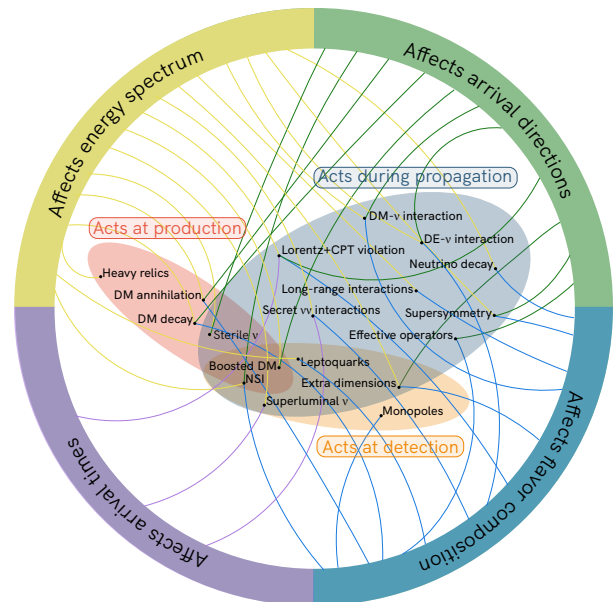 Affects energy spectrum
Affects arrival directions
Acts during propagation
DM-ν interaction
Acts at production
DE-ν interaction
Lorentz+CPT violation
Neutrino decay
Heavy relics
Long-range interactions
DM annihilation
Secret νν interactions
Supersymmetry
DM decay
Sterile ν
Effective operators
Leptoquarks
Boosted DM
NSI
Extra dimensions
Superluminal ν
Monopoles
Acts at detection
Affects arrival times
Affects flavor composition